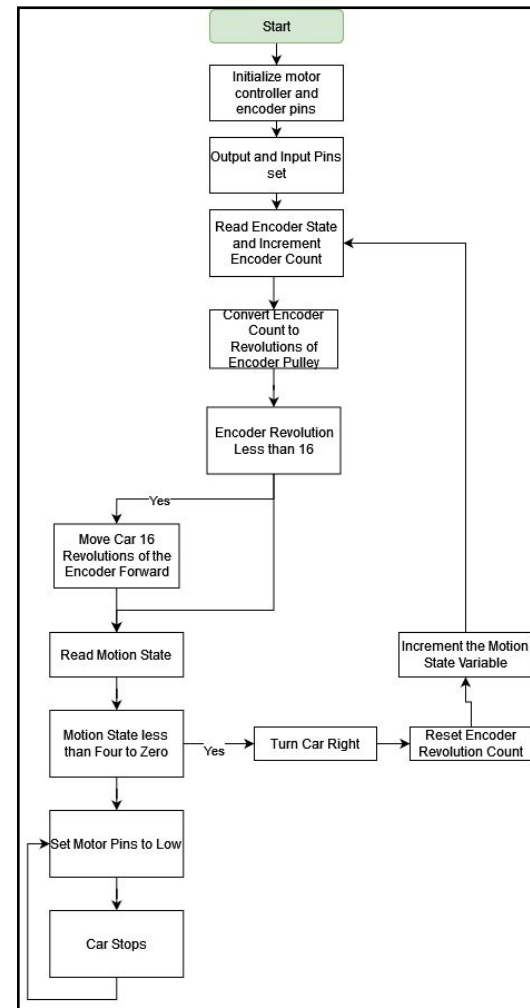 Start
Initialize motor
controller and
encoder pins
Output and Input Pins
set
Read Encoder State
and Increment
Encoder Count
Convert Encoder
Count to
Revolutions of
Encoder Pulley
Encoder Revolution
Less than 16
Yes
Move Car 16
Revolutions of the
Encoder Forward
Read Motion State
Increment the Motion
State Variable
Motion State less
than Four to Zero
Yes
Turn Car Right
Reset Encoder
Revolution Count
Set Motor Pins to Low
Car Stops